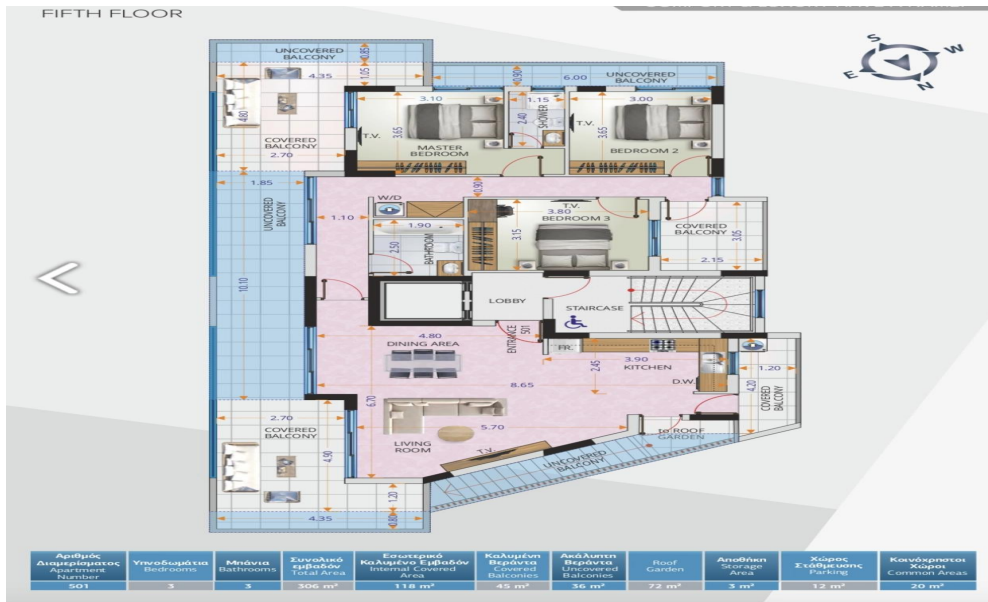 FIFTH FLOOR
S
W
E
N
UNCOVERED
BALCONY
0.85
4.35
1.05
4.80
COVERED
BALCONY
2.70
3.10
3.65
T.V.
MASTER
BEDROOM
0.90
6.00
UNCOVERED
BALCONY
1.15
2.40
SHOWER
3.00
3.65
T.V.
BEDROOM 2
1.85
UNCOVERED
BALCONY
10.10
0.90
1.10
W/D
1.90
2.50
BATHROOM
T.V.
3.80
BEDROOM 3
3.15
COVERED
BALCONY
3.05
2.15
LOBBY
STAIRCASE
ENTRANCE
501
4.80
DINING AREA
FR.
3.90
KITCHEN
2.45
D.W.
8.65
6.70
1.20
4.20
COVERED
BALCONY
2.70
COVERED
BALCONY
4.90
5.70
LIVING
ROOM
T.V.
to ROOF
GARDEN
UNCOVERED
BALCONY
1.20
4.35
0.80
Αριθμός
Διαμερίσματος
Apartment
Number
501
Υπνοδωμάτια
Bedrooms
3
Μπάνια
Bathrooms
3
Συνολικό
εμβαδόν
Total Area
306 m²
Εσωτερικό
Καλυμένο Εμβαδόν
Internal Covered
Area
118 m²
Καλυμένη
Βεράντα
Covered
Balconies
45 m²
Ακάλυπτη
Βεράντα
Uncovered
Balconies
36 m²
Roof
Garden
72 m²
Αποθήκη
Storage
Area
3 m²
Χώρος
Στάθμευσης
Parking
12 m²
Κοινόχρηστοι
Χώροι
Common Areas
20 m²